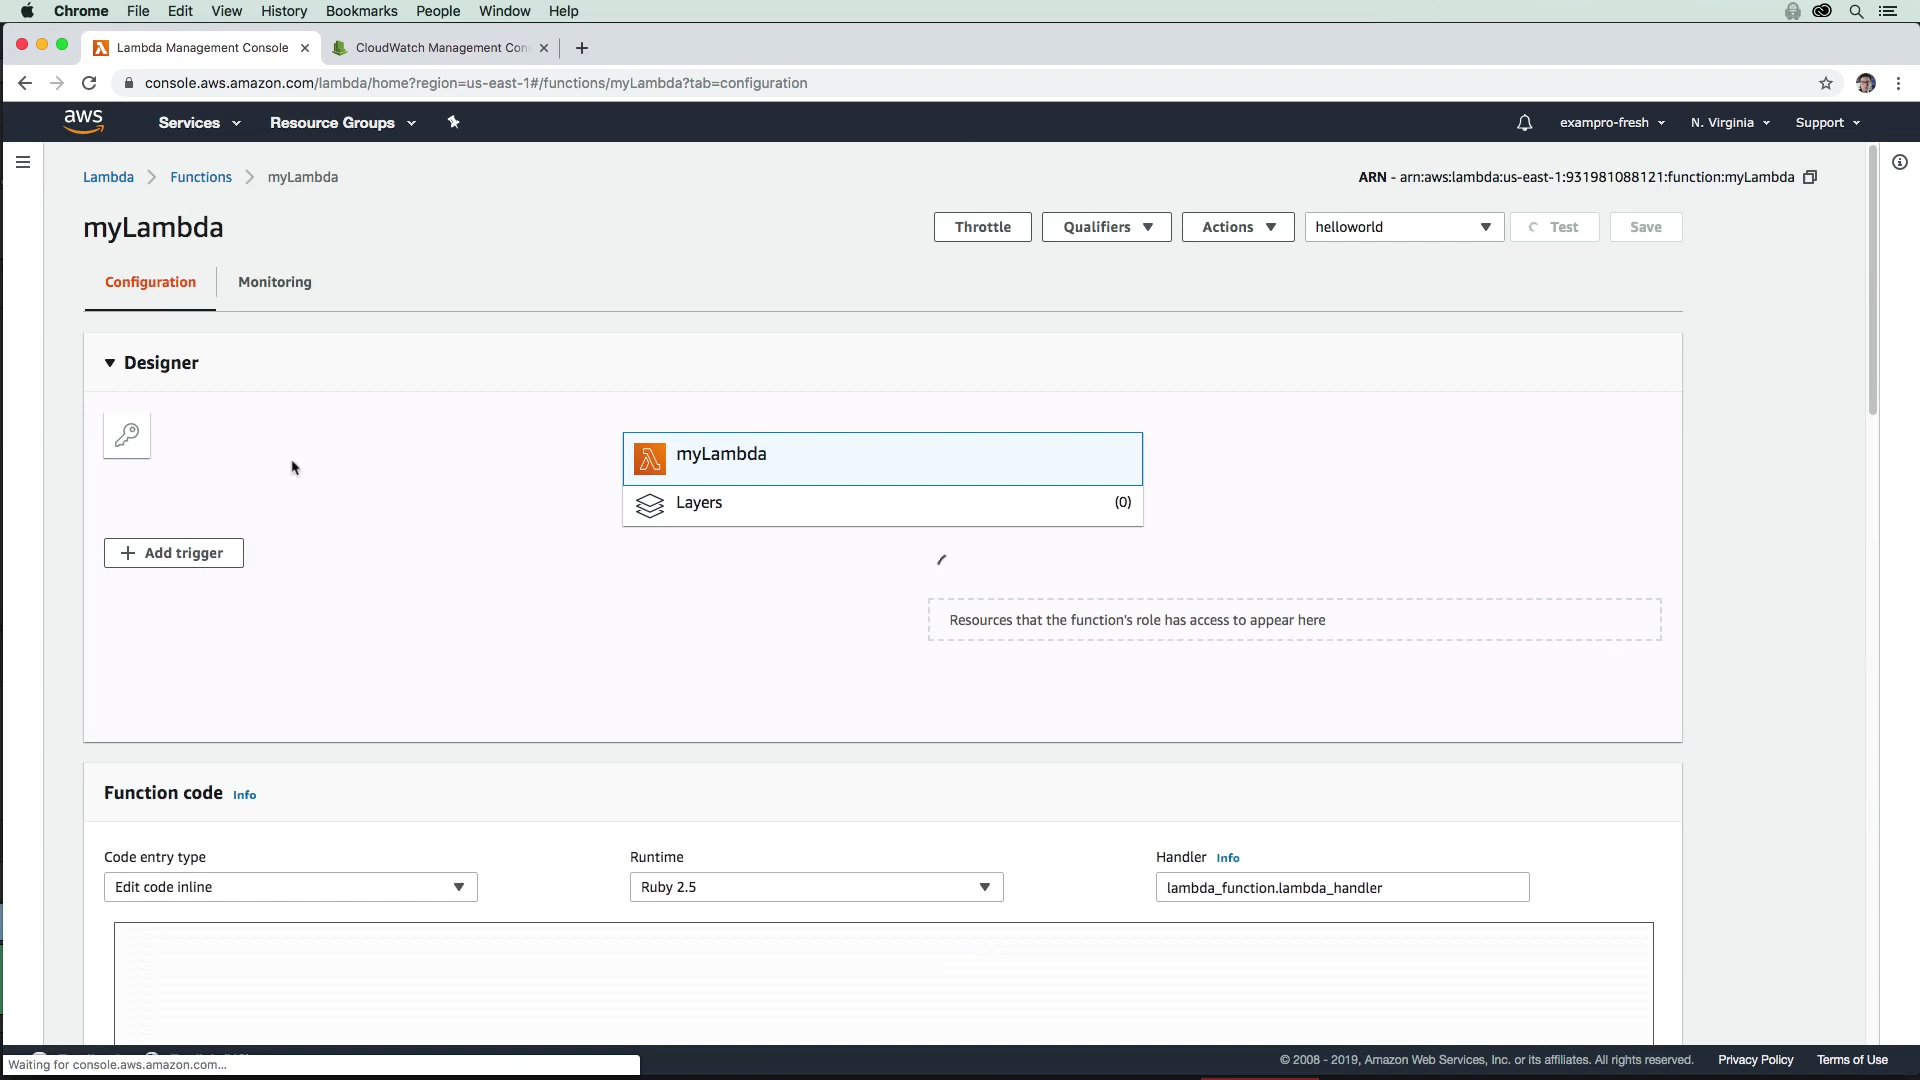 Chrome File Edit View History Bookmarks People Window Help
Lambda Management Console CloudWatch Management Con
console.aws.amazon.com/lambda/home?region=us-east-1#/functions/myLambda?tab=configuration
aws Services Resource Groups exampro-fresh N. Virginia Support
Lambda Functions myLambda ARN - arn:aws:lambda:us-east-1:931981088121:function:myLambda
myLambda Throttle Qualifiers Actions helloworld Test Save
Configuration Monitoring
Designer
myLambda
Layers (0)
+ Add trigger
Resources that the function's role has access to appear here
Function code Info
Code entry type Runtime Handler Info
Edit code inline Ruby 2.5 lambda_function.lambda_handler
Waiting for console.aws.amazon.com...
© 2008 - 2019, Amazon Web Services, Inc. or its affiliates. All rights reserved. Privacy Policy Terms of Use